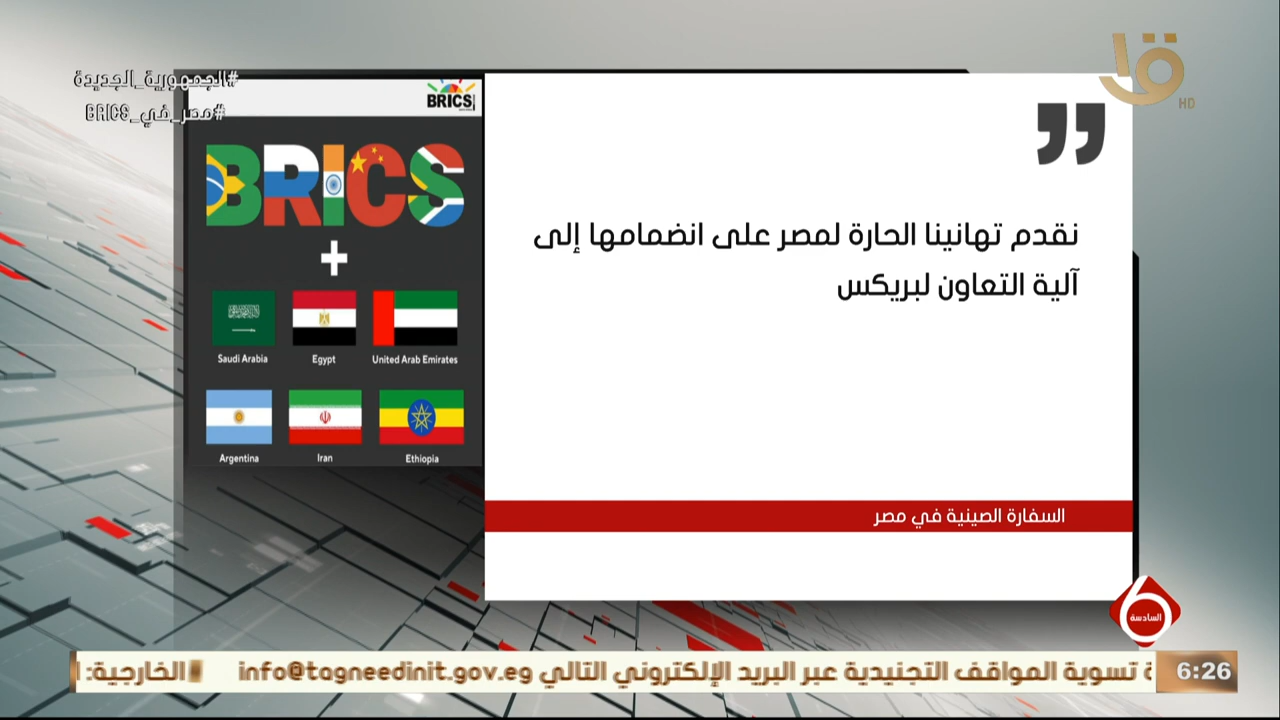 #الجمهورية_الجديدة
#مصر_في_BRICS
BRICS
BRICS
+
Saudi Arabia
Egypt
United Arab Emirates
Argentina
Iran
Ethiopia
HD
نقدم تهانينا الحارة لمصر على انضمامها إلى
آلية التعاون لبريكس
السفارة الصينية في مصر
6
السادسة
ة تسوية المواقف التجنيدية عبر البريد الإلكتروني التالي info@tagneedinit.gov.eg الخارجية: ا
6:26